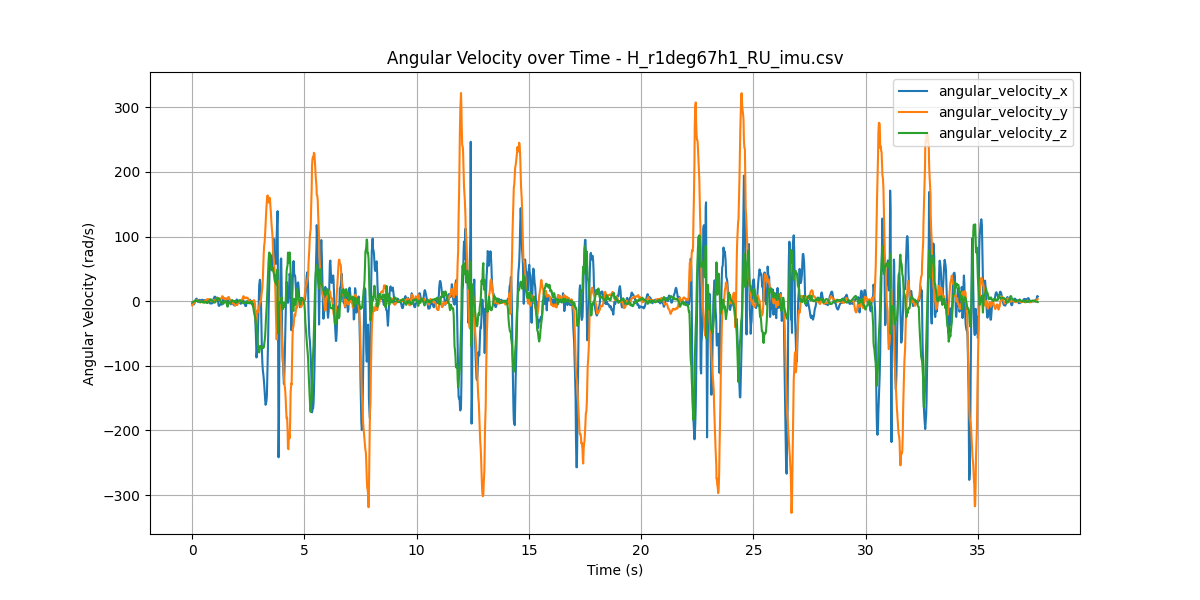 Angular Velocity over Time - H_r1deg67h1_RU_imu.csv
angular_velocity_x
angular_velocity_y
angular_velocity_z
Angular Velocity (rad/s)
300
200
100
0
−100
−200
−300
0 5 10 15 20 25 30 35
Time (s)